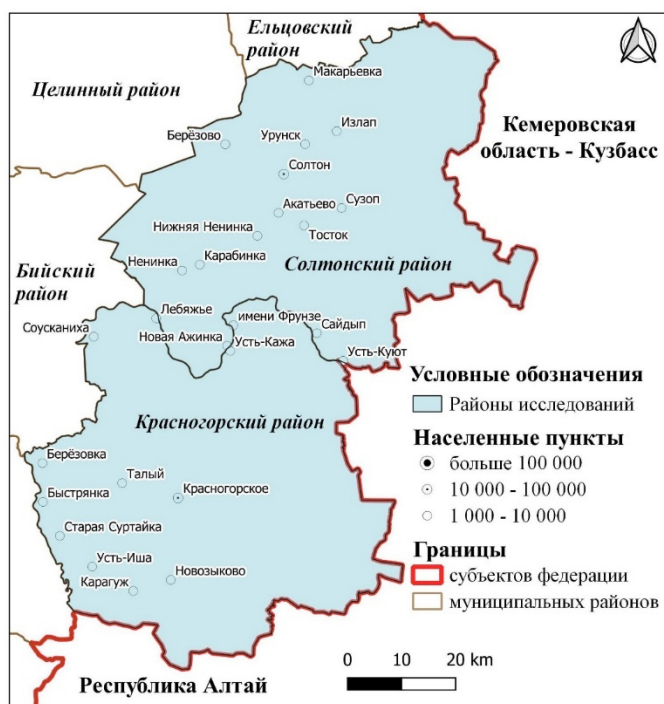 Ельцовский
район
Макарьевка
Целинный район
Излап
Берёзово
Урунск
Кемеровская
область - Кузбасс
Солтон
Сузоп
Акатьево
Нижняя Ненинка
Тосток
Ненинка
Карабинка
Солтонский район
Бийский
район
Лебяжье
имени Фрунзе
Сайдып
Соусканиха
Новая Ажинка
Усть-Кажа
Усть-Куют
Красногорский район
Берёзовка
Талый
Быстрянка
Красногорское
Старая Суртайка
Усть-Иша
Новозыково
Карагуж
Республика Алтай
Условные обозначения
Районы исследований
Населенные пункты
больше 100 000
10 000 - 100 000
1 000 - 10 000
Границы
субъектов федерации
муниципальных районов
0 10 20 km